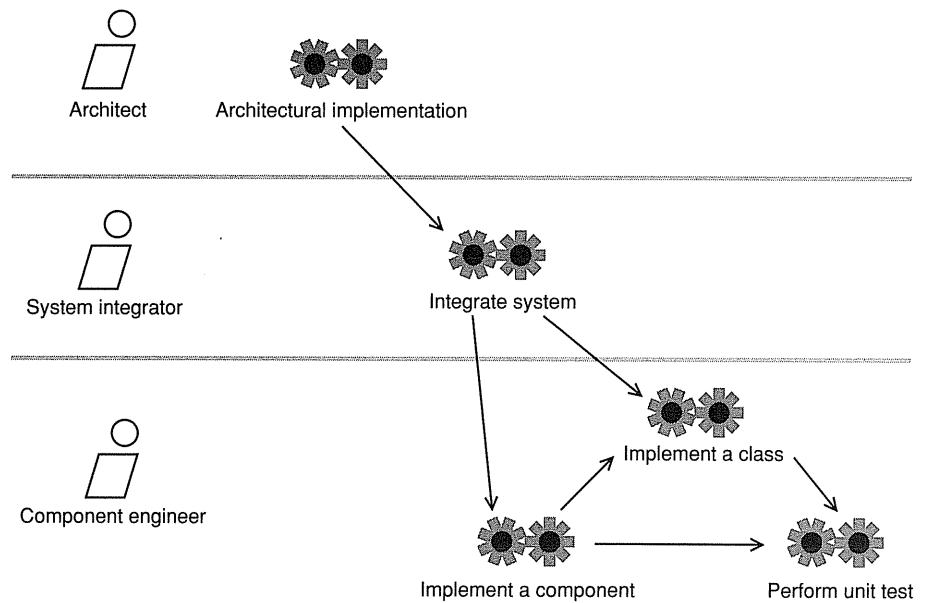 Architect
Architectural implementation
System integrator
Integrate system
Implement a class
Component engineer
Implement a component
Perform unit test